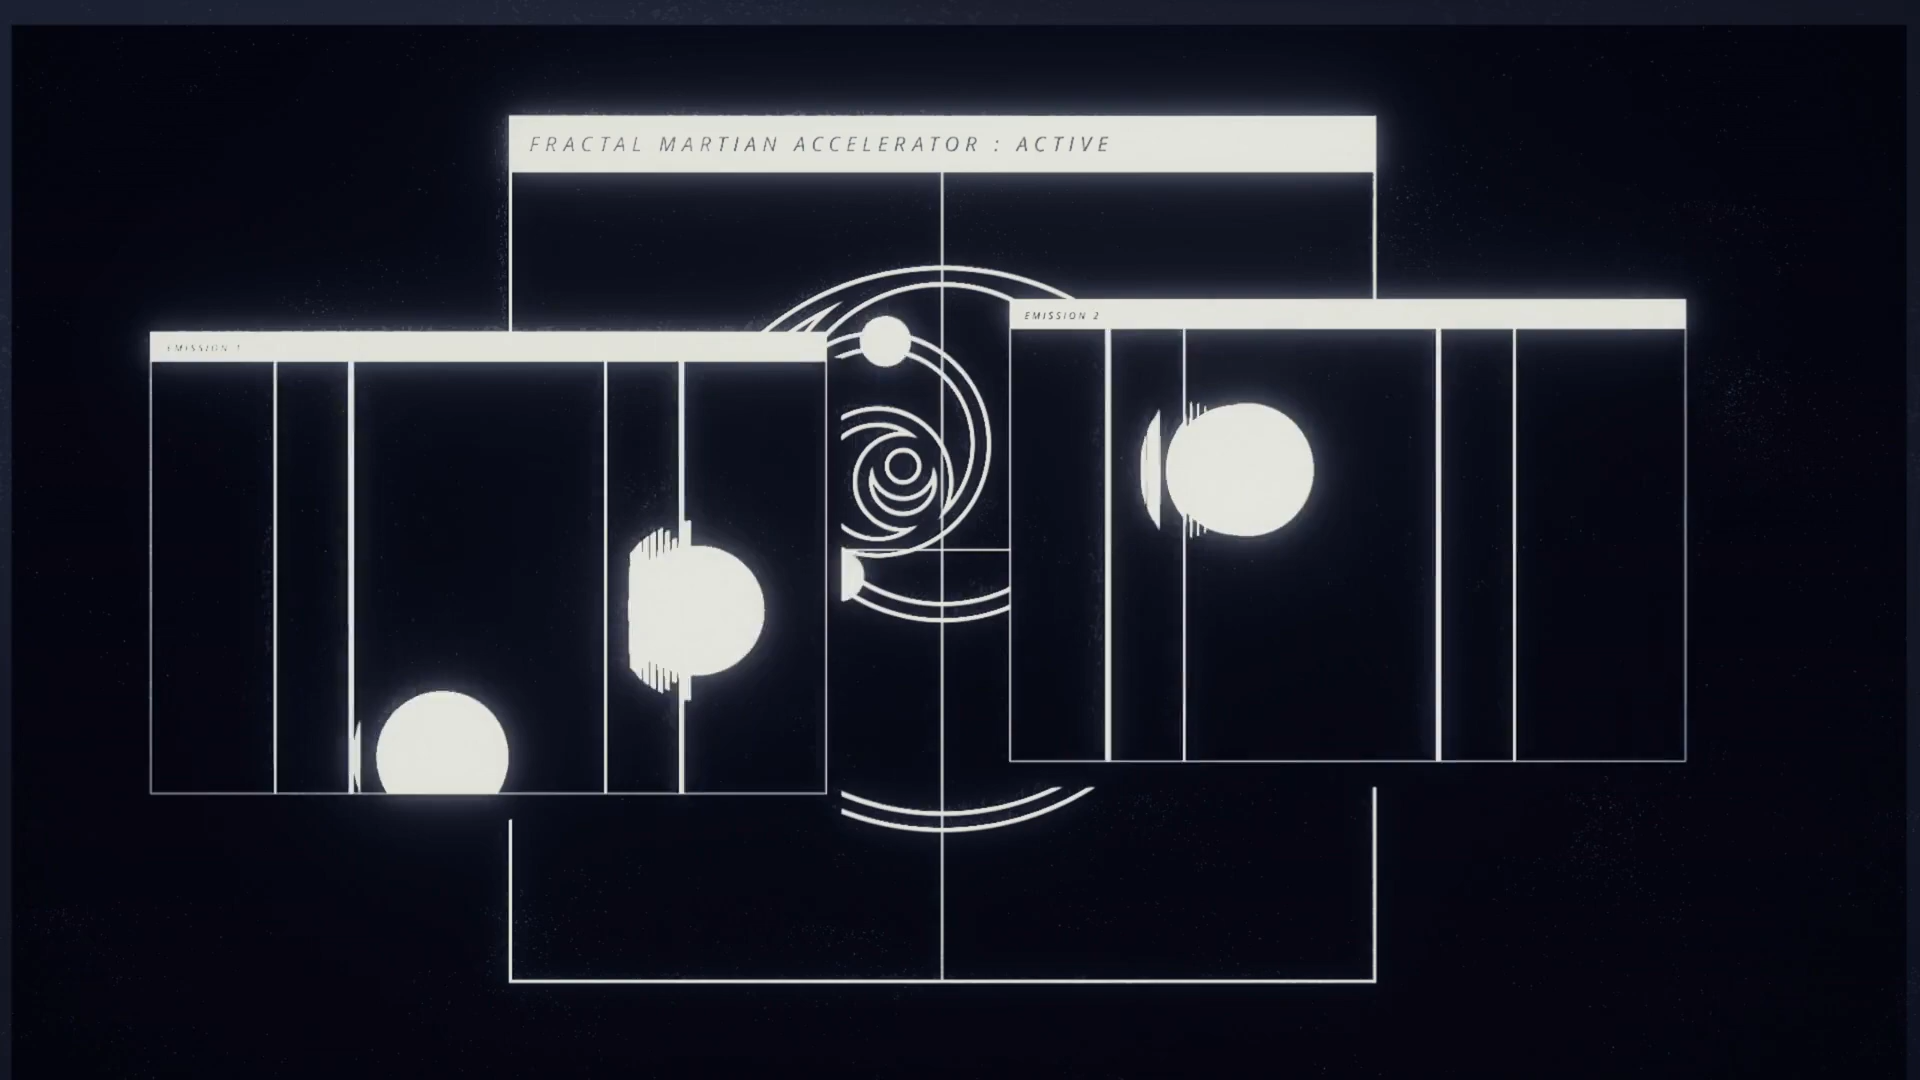 FRACTAL MARTIAN ACCELERATOR : ACTIVE
EMISSION 2
EMISSION 1